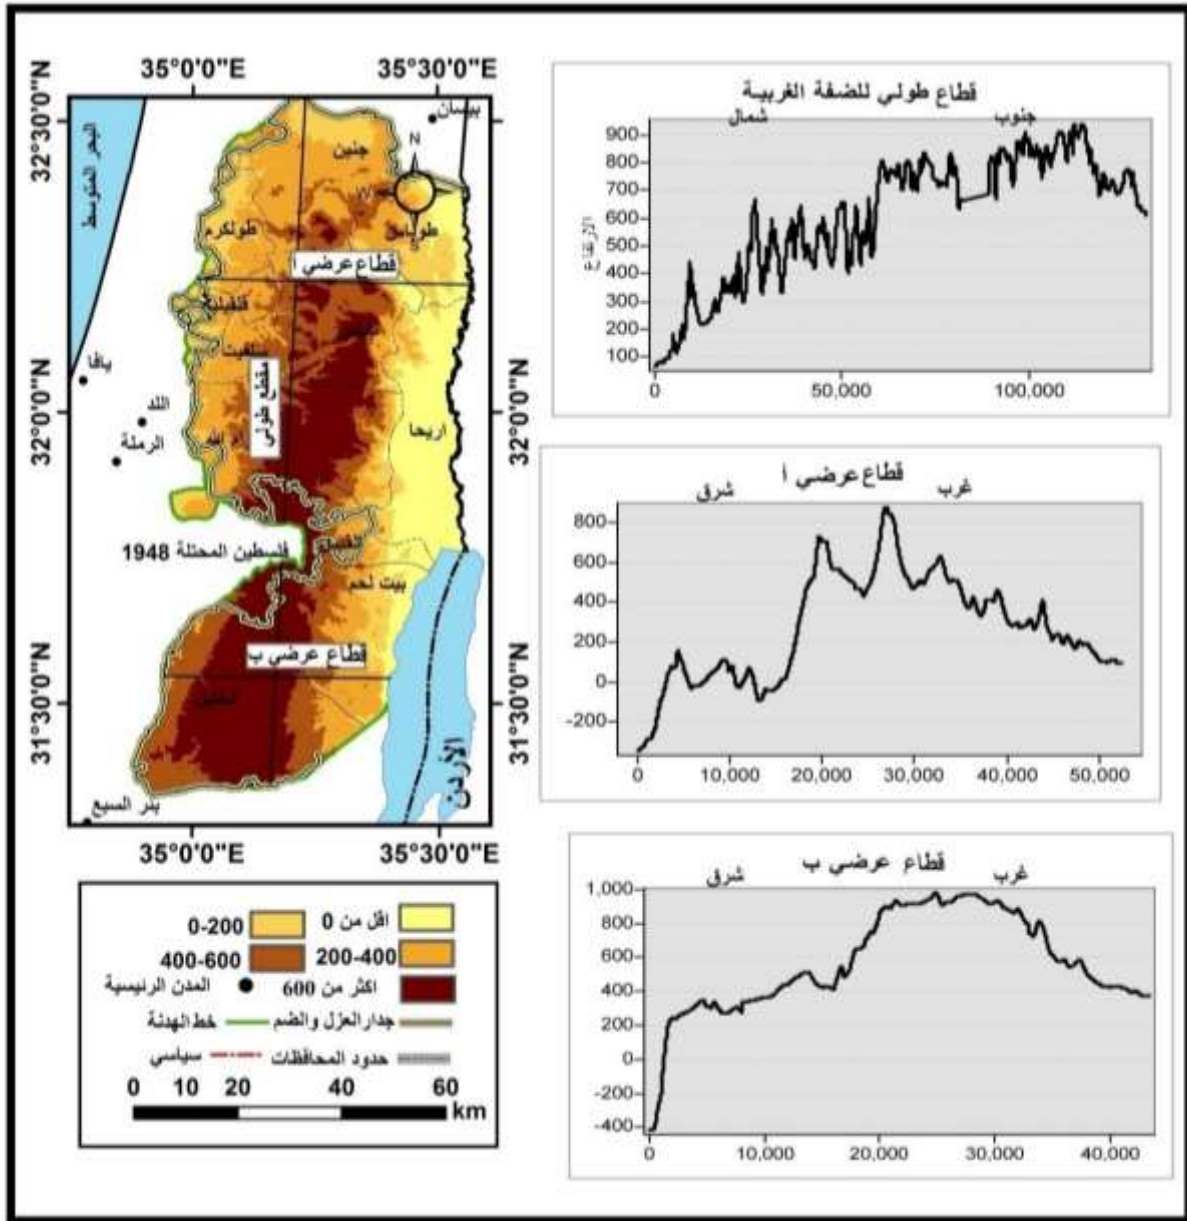 35°0'0"E
35°30'0"E
32°30'0"N
32°0'0"N
31°30'0"N
32°30'0"N
32°0'0"N
31°30'0"N
35°0'0"E
35°30'0"E
البحر المتوسط
بيسان
جنين
N
W
طولكرم
طوباس
قطاع عرضي ا
قلقيلية
سلفيت
يافا
مقطع طولي
اللد
الرملة
رام الله
اريحا
فلسطين المحتلة 1948
القدس
بيت لحم
قطاع عرضي ب
الأردن
بئر السبع
0-200
اقل من 0
400-600
200-400
المدن الرئيسية
اكثر من 600
خط الهدنة
جدار العزل والضم
سياسي
حدود المحافظات
0 10 20 40 60
km
قطاع طولي للضفة الغربية
شمال
جنوب
الارتفاع
900
800
700
600
500
400
300
200
100
0
50,000
100,000
قطاع عرضي أ
شرق
غرب
800
600
400
200
0
-200
0
10,000
20,000
30,000
40,000
50,000
قطاع عرضي ب
شرق
غرب
1,000
800
600
400
200
0
-200
-400
0
10,000
20,000
30,000
40,000